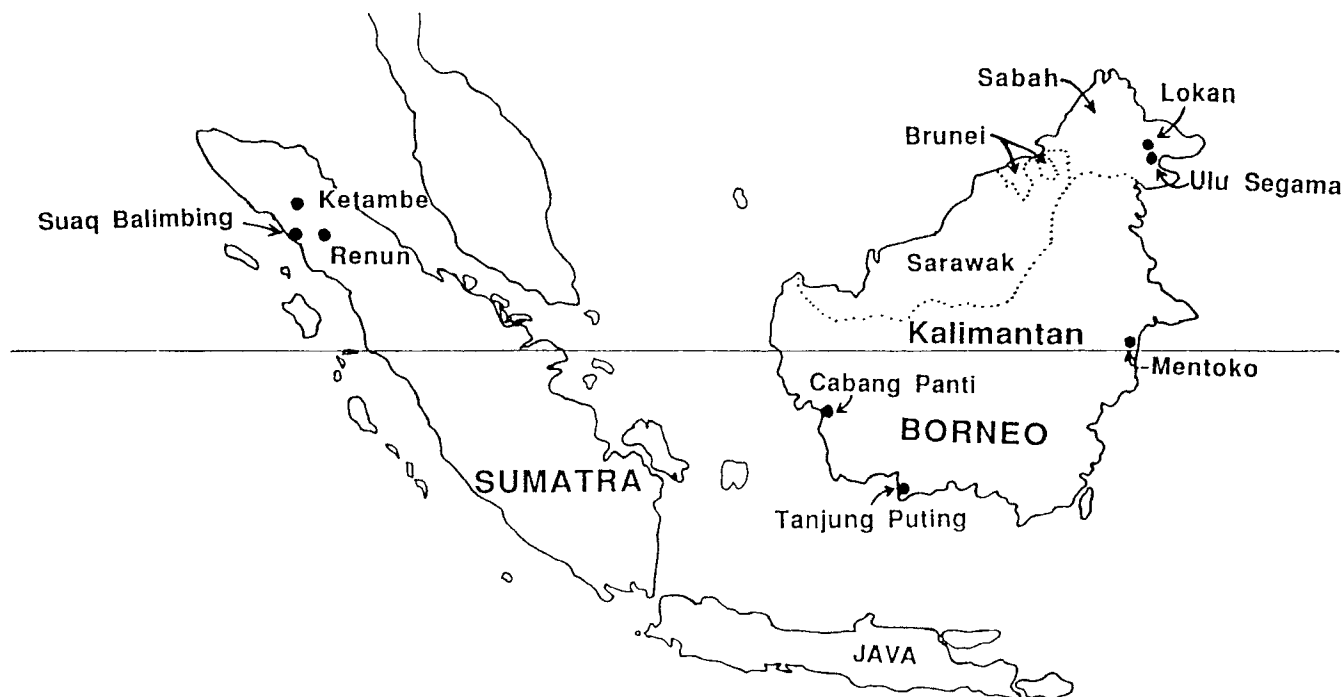 Sabah
Lokan
Brunei
Ulu Segama
Ketambe
Suaq Balimbing
Renun
Sarawak
Kalimantan
Mentoko
Cabang Panti
BORNEO
SUMATRA
Tanjung Puting
JAVA